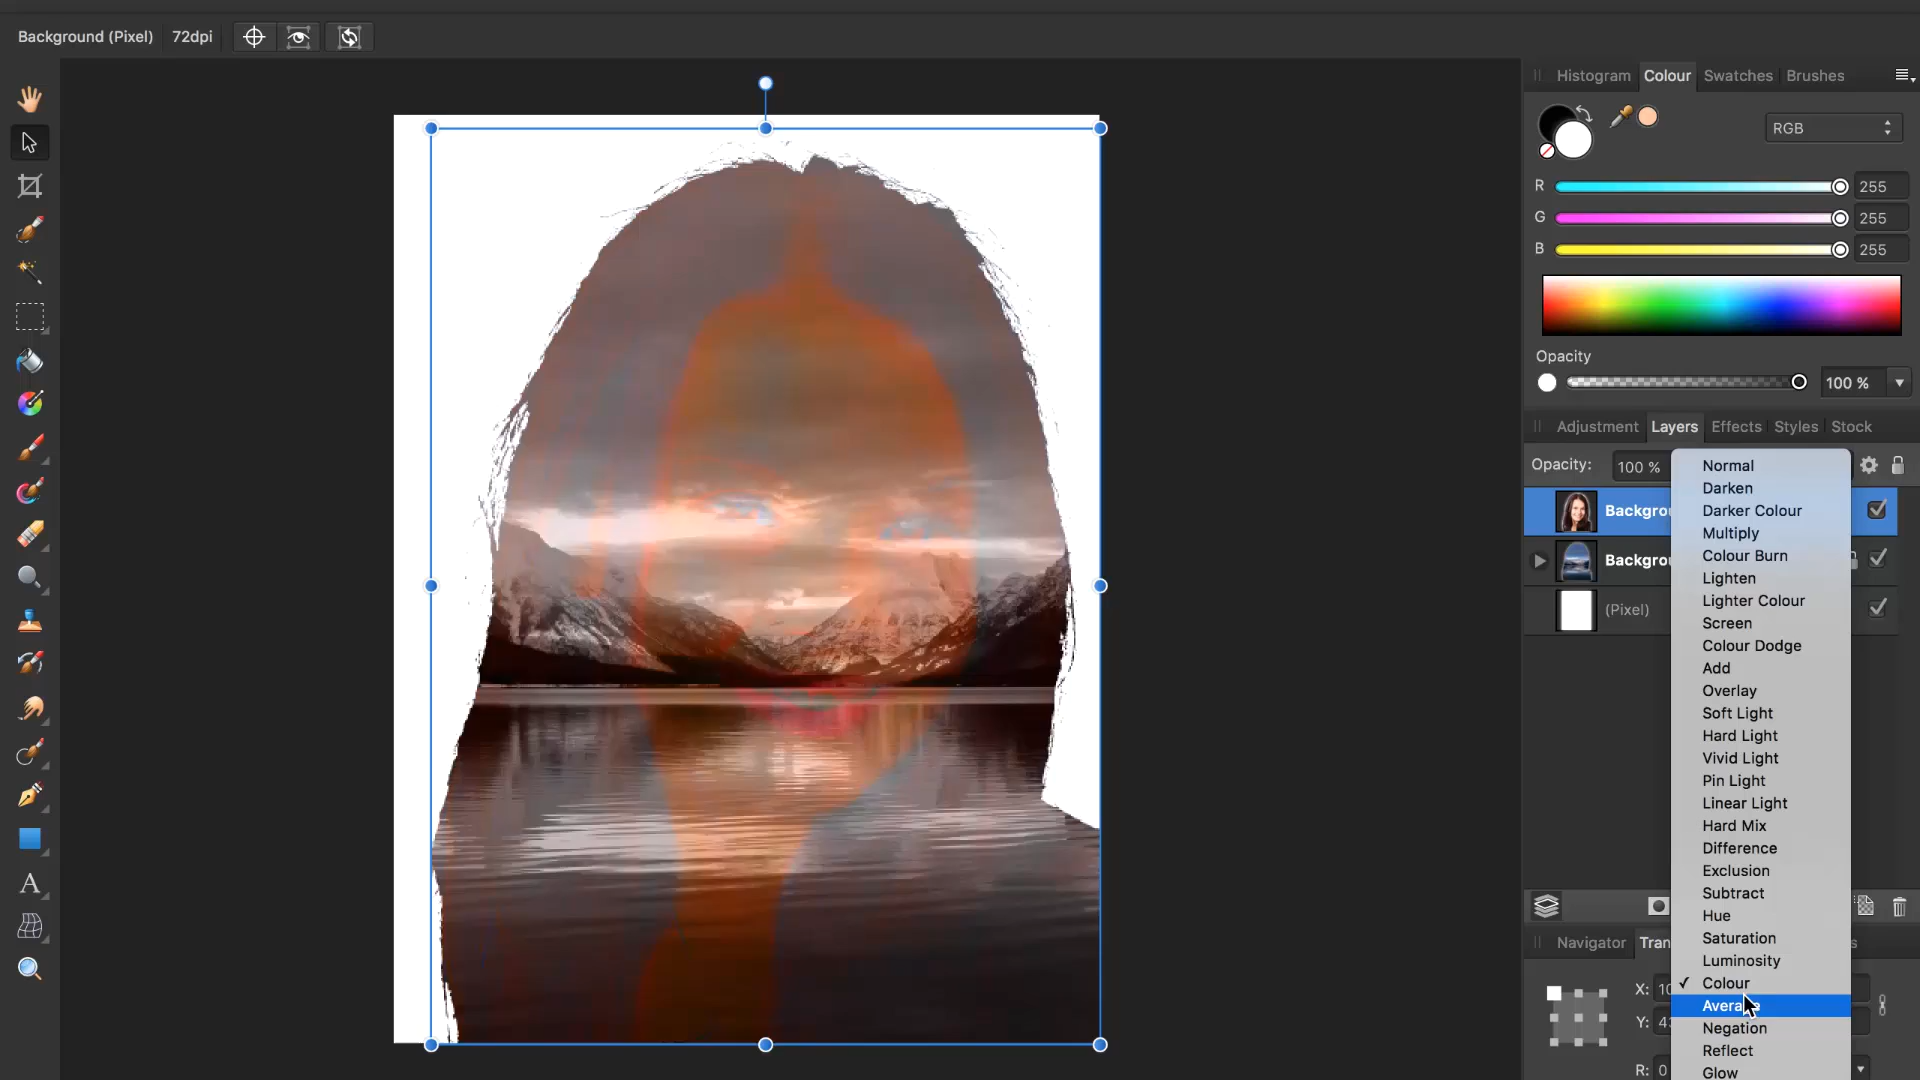 Background (Pixel) 72dpi
Histogram Colour Swatches Brushes
RGB
R 255
G 255
B 255
Opacity
100 %
Adjustment Layers Effects Styles Stock
Opacity: 100 %
Normal
Darken
Backgrou
Darker Colour
Multiply
Backgrou
Colour Burn
Lighten
(Pixel)
Lighter Colour
Screen
Colour Dodge
Add
Overlay
Soft Light
Hard Light
Vivid Light
Pin Light
Linear Light
Hard Mix
Difference
Exclusion
Subtract
Hue
Saturation
Navigator Tran s
Luminosity
✓ Colour
X: 10
Average
Y: 43
Negation
Reflect
R: 0
Glow
A